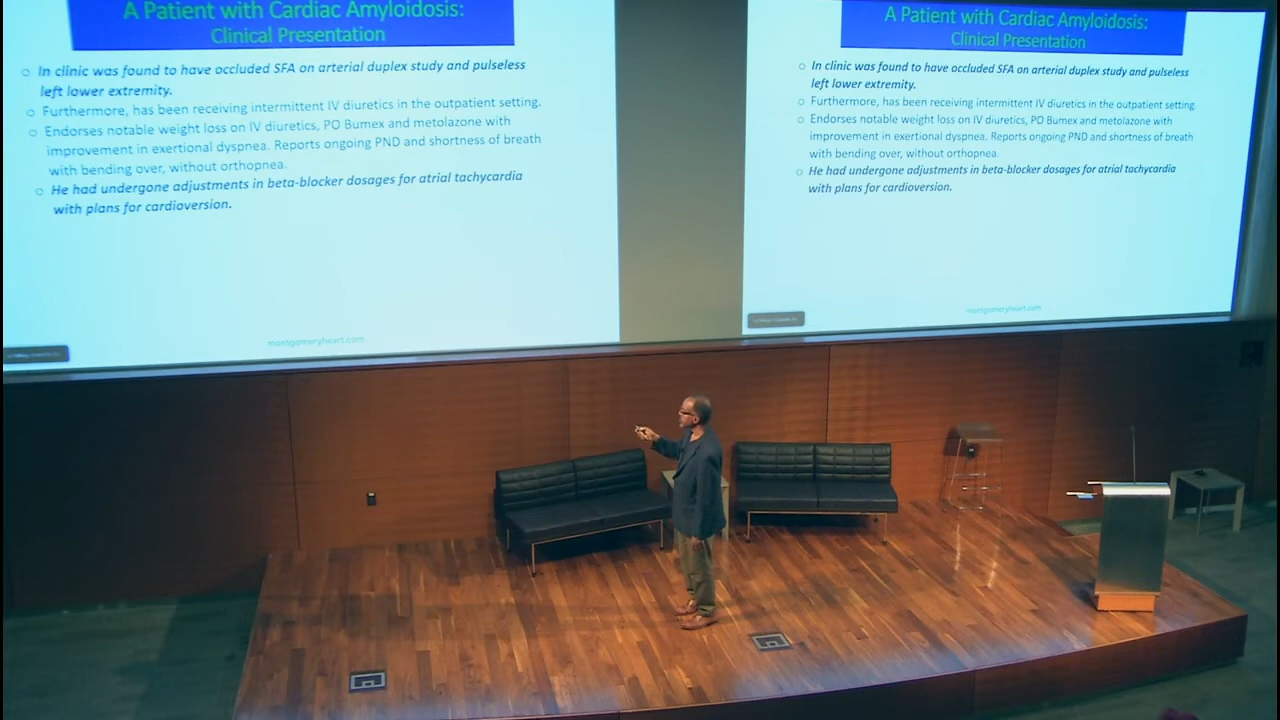 A Patient with Cardiac Amyloidosis:
Clinical Presentation
In clinic was found to have occluded SFA on arterial duplex study and pulseless
left lower extremity.
Furthermore, has been receiving intermittent IV diuretics in the outpatient setting.
Endorses notable weight loss on IV diuretics, PO Bumex and metolazone with
improvement in exertional dyspnea. Reports ongoing PND and shortness of breath
with bending over, without orthopnea.
He had undergone adjustments in beta-blocker dosages for atrial tachycardia
with plans for cardioversion.
montgomeryheart.com
A Patient with Cardiac Amyloidosis:
Clinical Presentation
In clinic was found to have occluded SFA on arterial duplex study and pulseless
left lower extremity.
Furthermore, has been receiving intermittent IV diuretics in the outpatient setting.
Endorses notable weight loss on IV diuretics, PO Bumex and metolazone with
improvement in exertional dyspnea. Reports ongoing PND and shortness of breath
with bending over, without orthopnea.
He had undergone adjustments in beta-blocker dosages for atrial tachycardia
with plans for cardioversion.
montgomeryheart.com